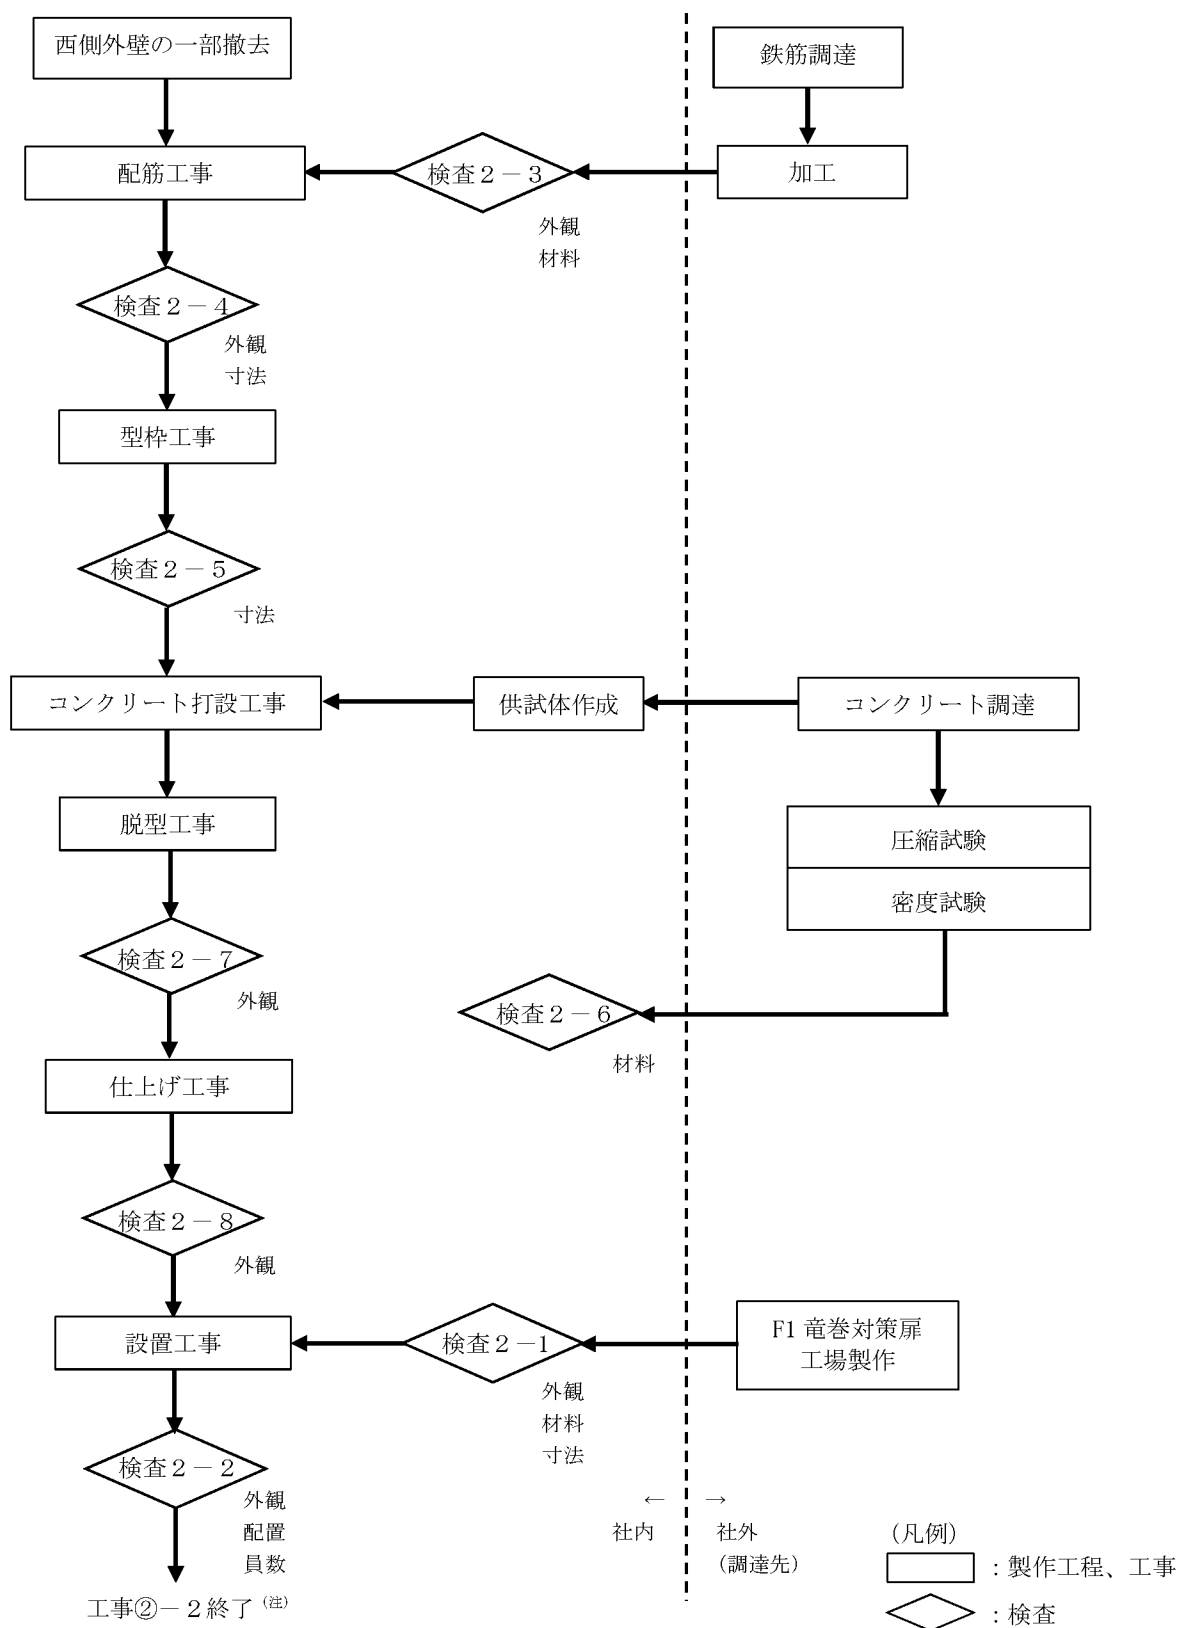 西側外壁の一部撤去
鉄筋調達
配筋工事
検査2－3
加工
外観
材料
検査2－4
外観
寸法
型枠工事
検査2－5
寸法
コンクリート打設工事
供試体作成
コンクリート調達
脱型工事
圧縮試験
密度試験
検査2－7
外観
検査2－6
材料
仕上げ工事
検査2－8
外観
設置工事
検査2－1
F1 竜巻対策扉
工場製作
外観
材料
寸法
検査2－2
外観
配置
員数
← →
社内 社外
（調達先）
工事②－2終了（注）
（凡例）
：製作工程、工事
：検査